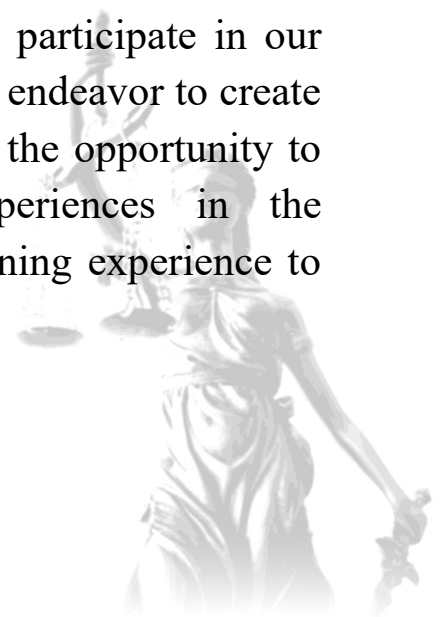 participate in our
endeavor to create
the opportunity to
periences in the
ning experience to